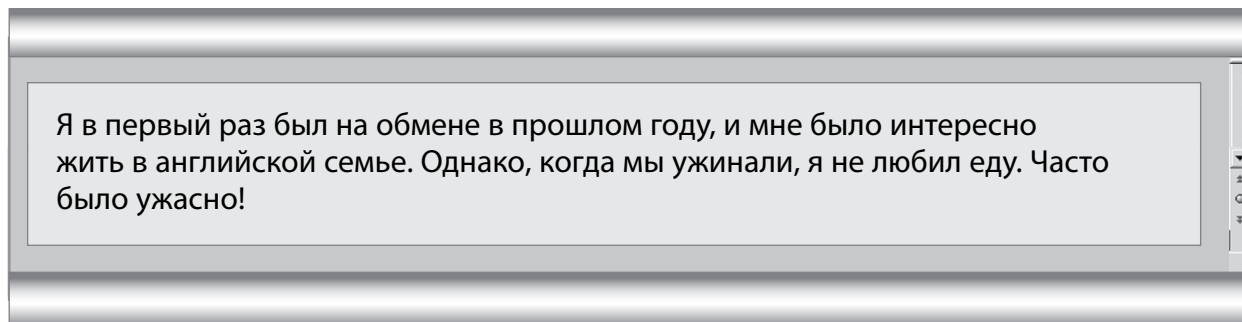 Я в первый раз был на обмене в прошлом году, и мне было интересно
жить в английской семье. Однако, когда мы ужинали, я не любил еду. Часто
было ужасно!